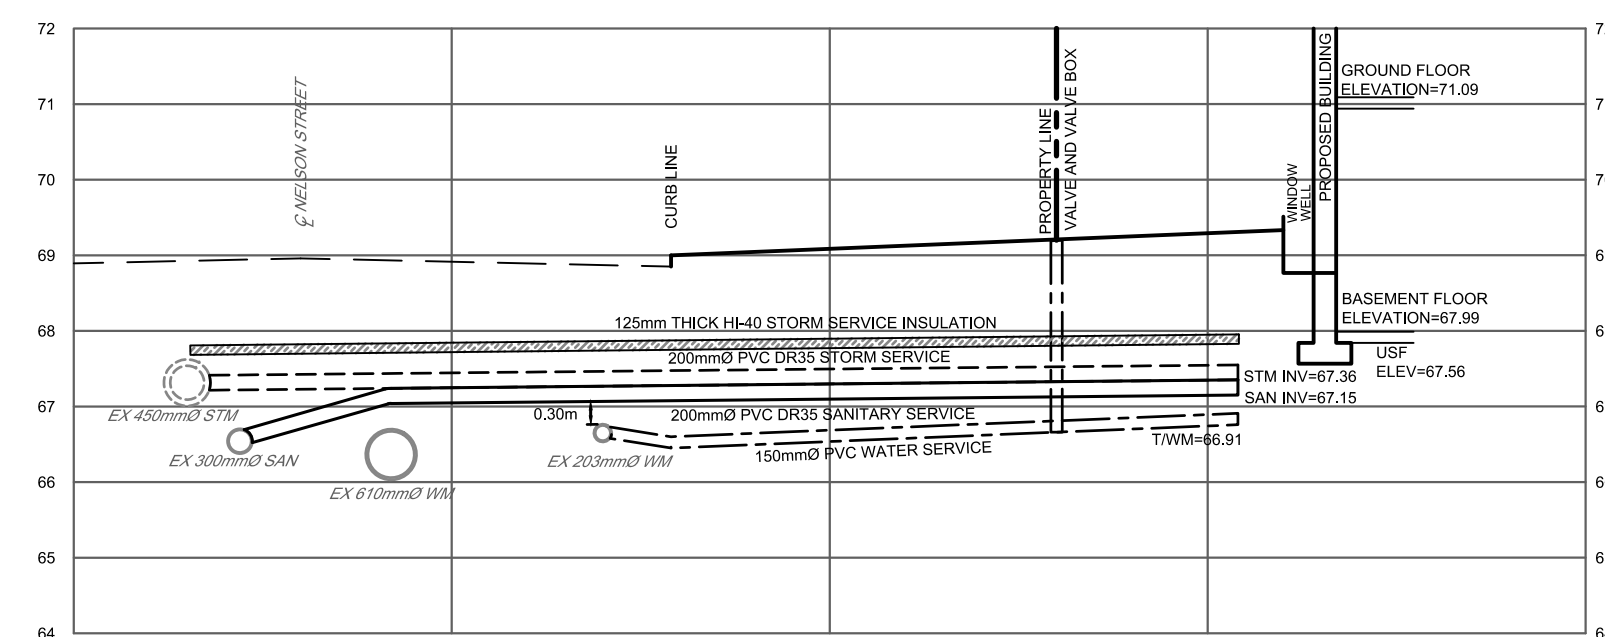 72
71
70
69
68
67
66
65
64
℄ NELSON STREET
CURB LINE
PROPERTY LINE
VALVE AND VALVE BOX
WINDOW
WELL
PROPOSED BUILDING
GROUND FLOOR
ELEVATION=71.09
BASEMENT FLOOR
ELEVATION=67.99
USF
ELEV=67.56
125mm THICK HI-40 STORM SERVICE INSULATION
200mmØ PVC DR35 STORM SERVICE
STM INV=67.36
SAN INV=67.15
EX 450mmØ STM
0.30m
200mmØ PVC DR35 SANITARY SERVICE
T/WM=66.91
EX 300mmØ SAN
EX 203mmØ WM
150mmØ PVC WATER SERVICE
EX 610mmØ WM